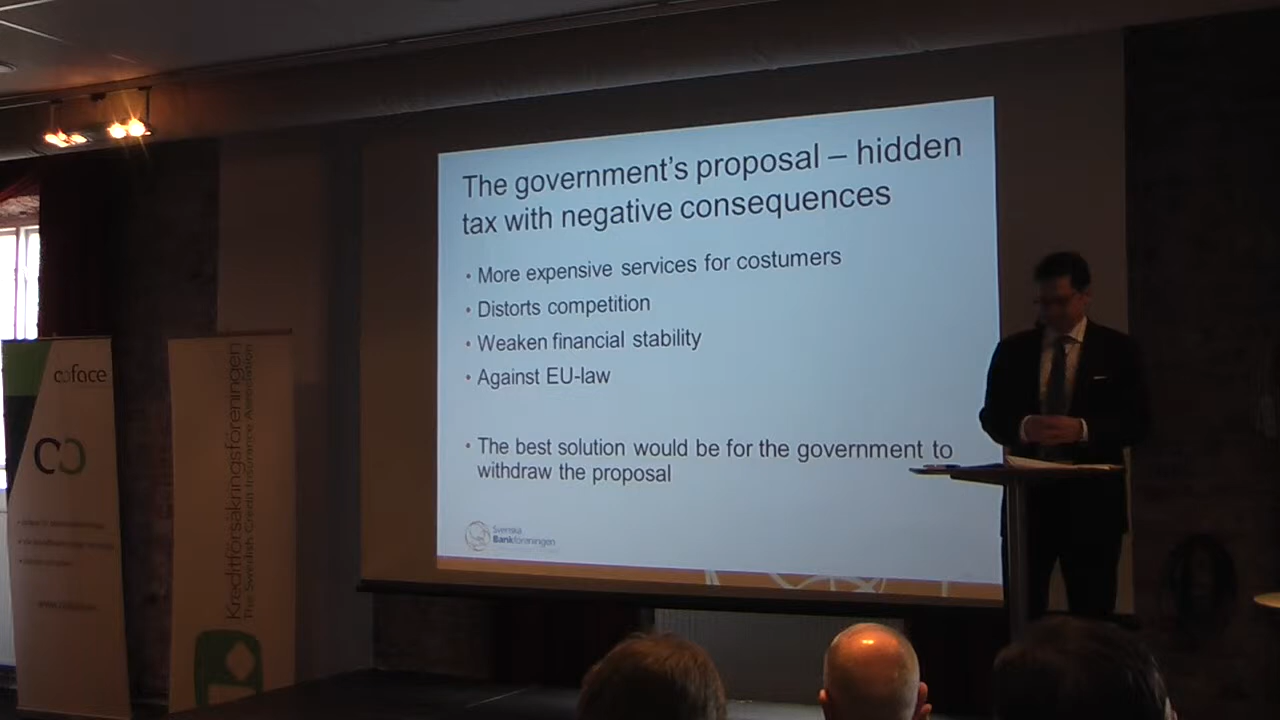 The government's proposal – hidden
tax with negative consequences
• More expensive services for costumers
• Distorts competition
• Weaken financial stability
• Against EU-law
• The best solution would be for the government to
withdraw the proposal
Svenska
Bankföreningen
coface
Kreditförsäkringsföreningen
The Swedish Credit Insurance Association